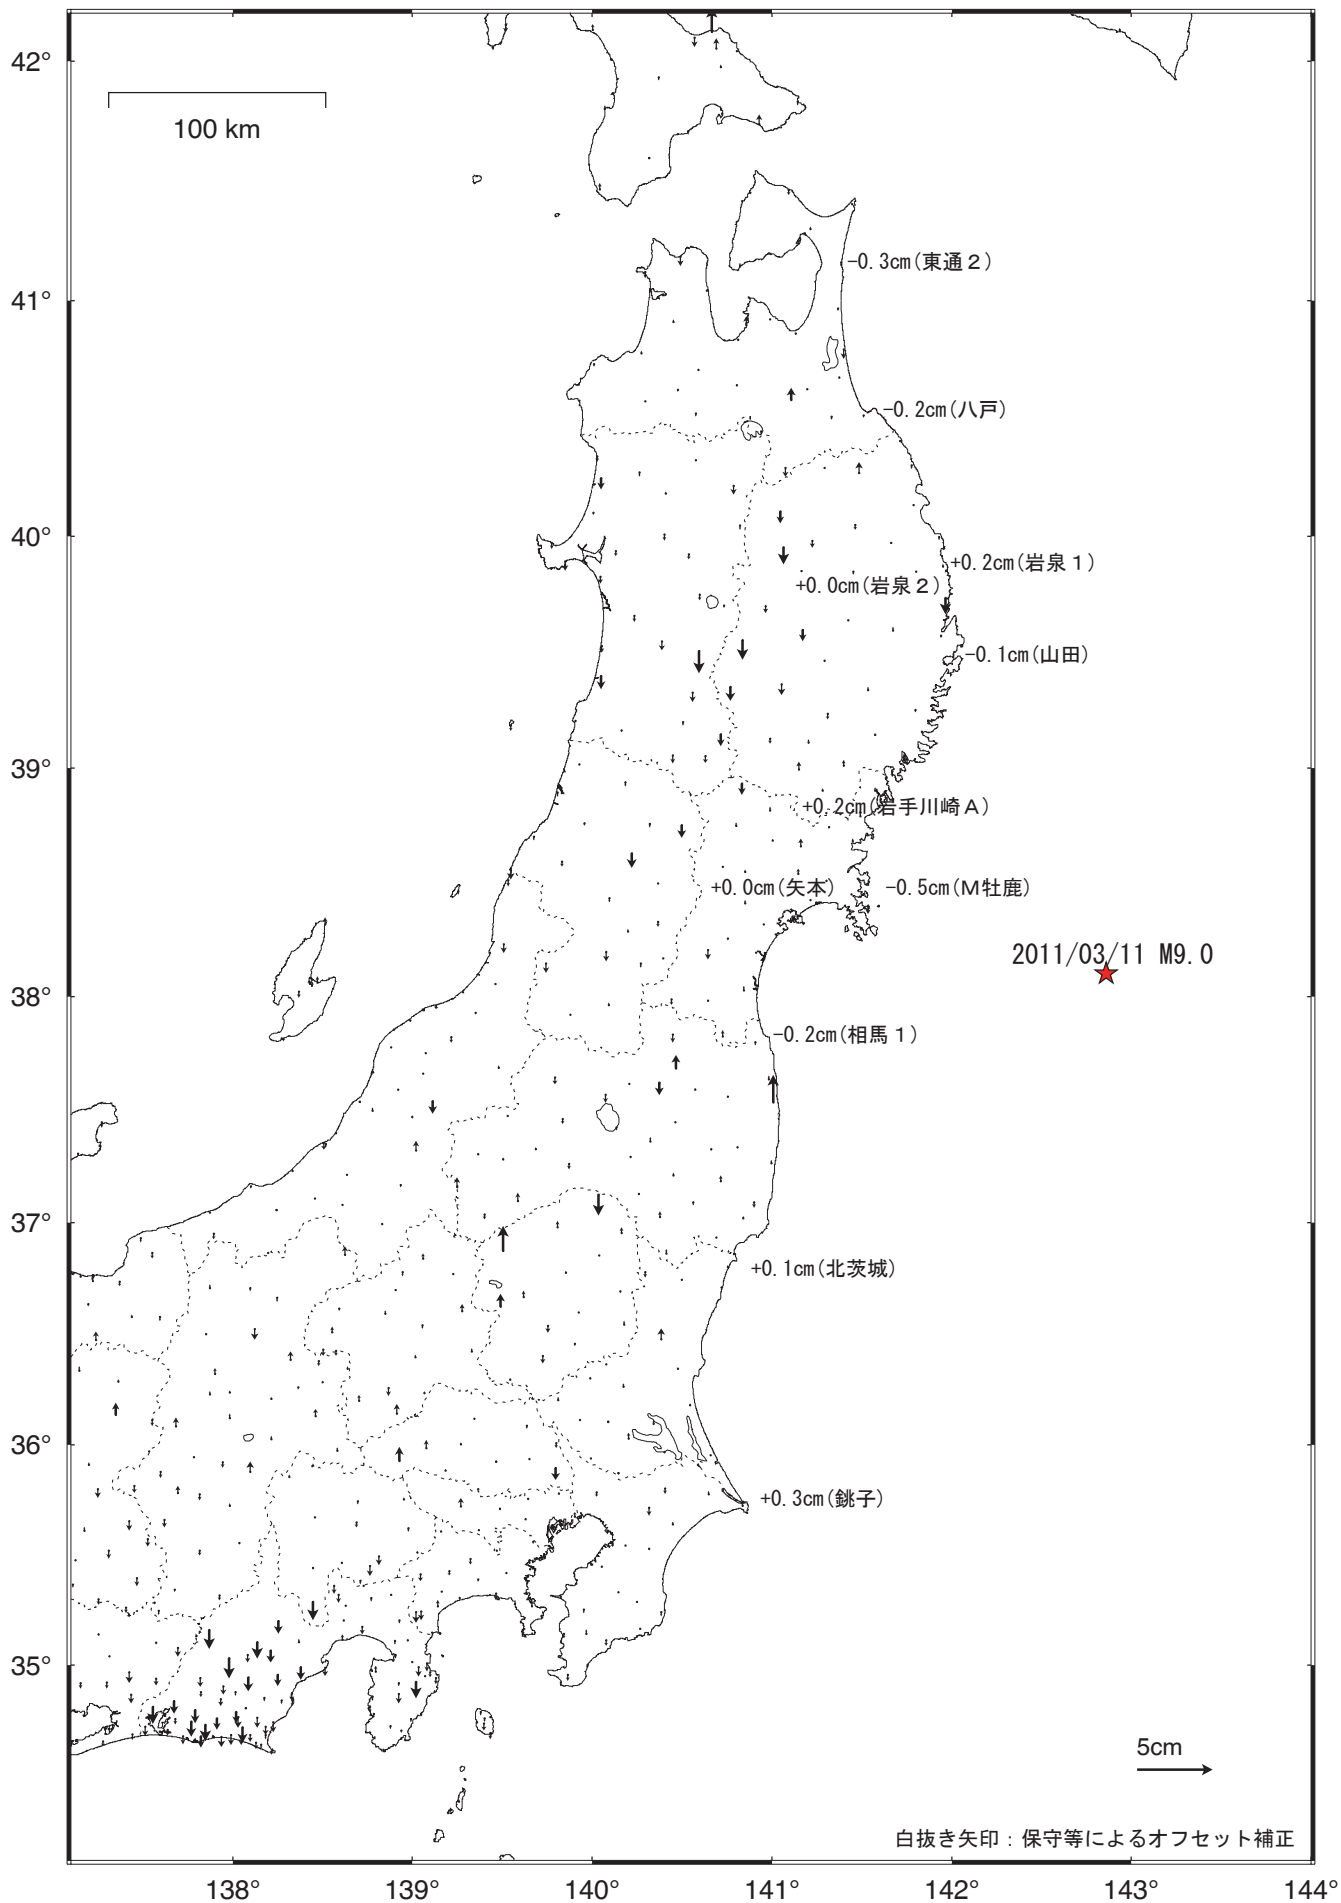 42°
100 km
-0.3cm(東通２)
41°
-0.2cm(八戸)
40°
+0.2cm(岩泉１)
+0.0cm(岩泉２)
-0.1cm(山田)
39°
+0.2cm(岩手川崎Ａ)
+0.0cm(矢本)
-0.5cm(Ｍ牡鹿)
2011/03/11 M9.0
38°
-0.2cm(相馬１)
37°
+0.1cm(北茨城)
36°
+0.3cm(銚子)
35°
5cm
白抜き矢印：保守等によるオフセット補正
138°
139°
140°
141°
142°
143°
144°